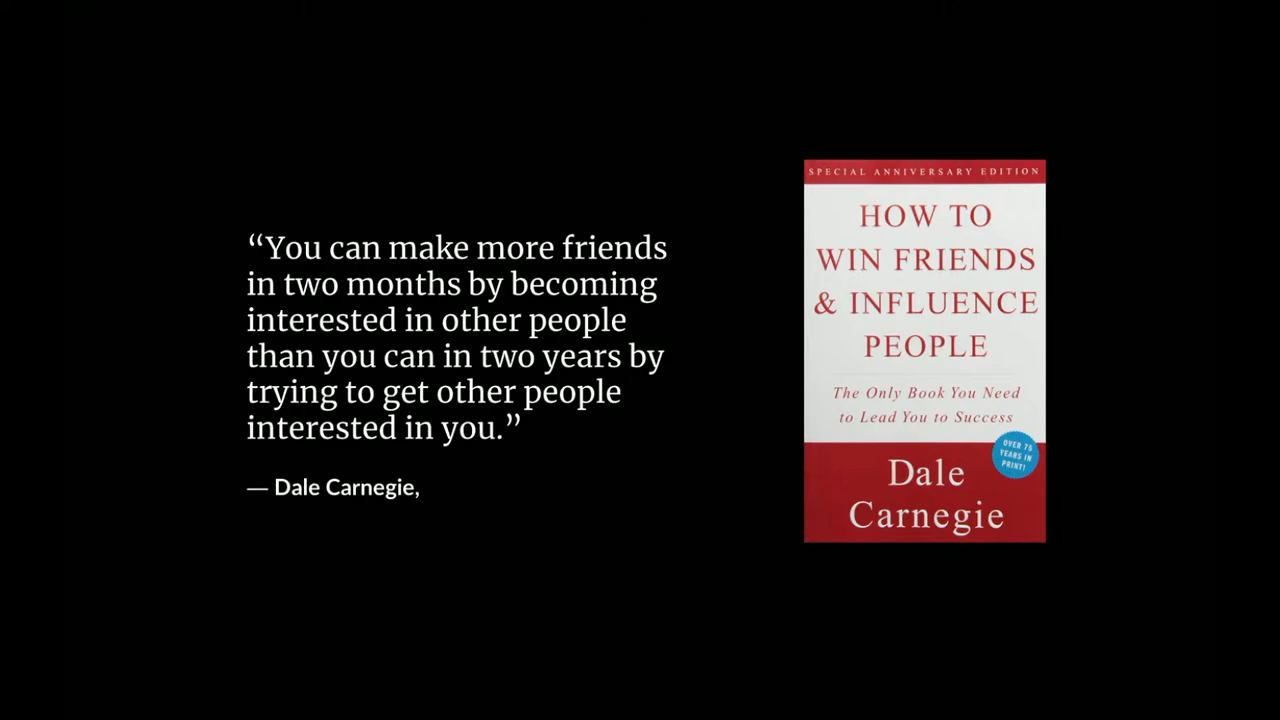 “You can make more friends
in two months by becoming
interested in other people
than you can in two years by
trying to get other people
interested in you.”
— Dale Carnegie,
SPECIAL ANNIVERSARY EDITION
HOW TO
WIN FRIENDS
& INFLUENCE
PEOPLE
The Only Book You Need
to Lead You to Success
OVER 75
YEARS IN
PRINT!
Dale
Carnegie